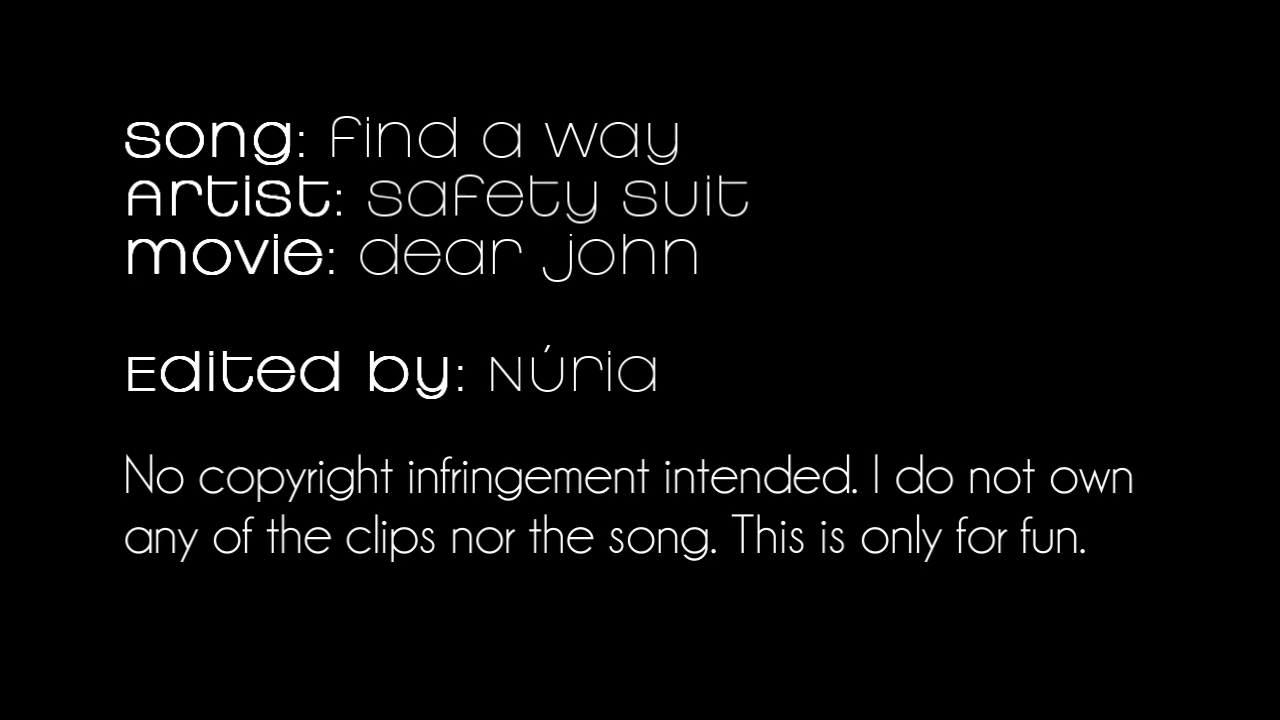 Song: Find a way
Artist: Safety Suit
movie: dear john
Edited by: Núria
No copyright infringement intended. I do not own
any of the clips nor the song. This is only for fun.